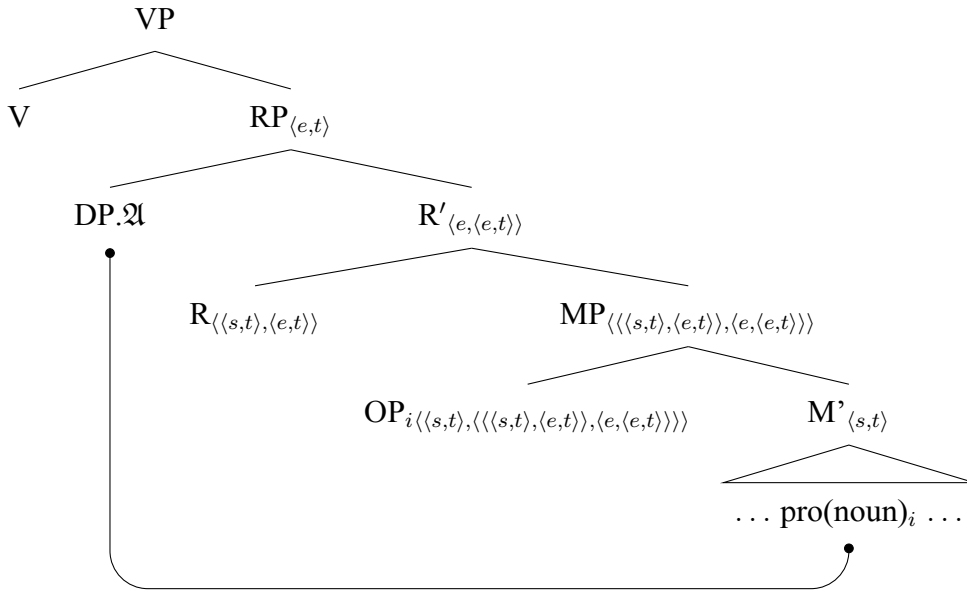 VP
V RP⟨e,t⟩
DP.𝔄 R′⟨e,⟨e,t⟩⟩
R⟨⟨s,t⟩,⟨e,t⟩⟩ MP⟨⟨⟨s,t⟩,⟨e,t⟩⟩,⟨e,⟨e,t⟩⟩⟩
OPi⟨⟨s,t⟩,⟨⟨⟨s,t⟩,⟨e,t⟩⟩,⟨e,⟨e,t⟩⟩⟩⟩ M’⟨s,t⟩
… pro(noun)i …